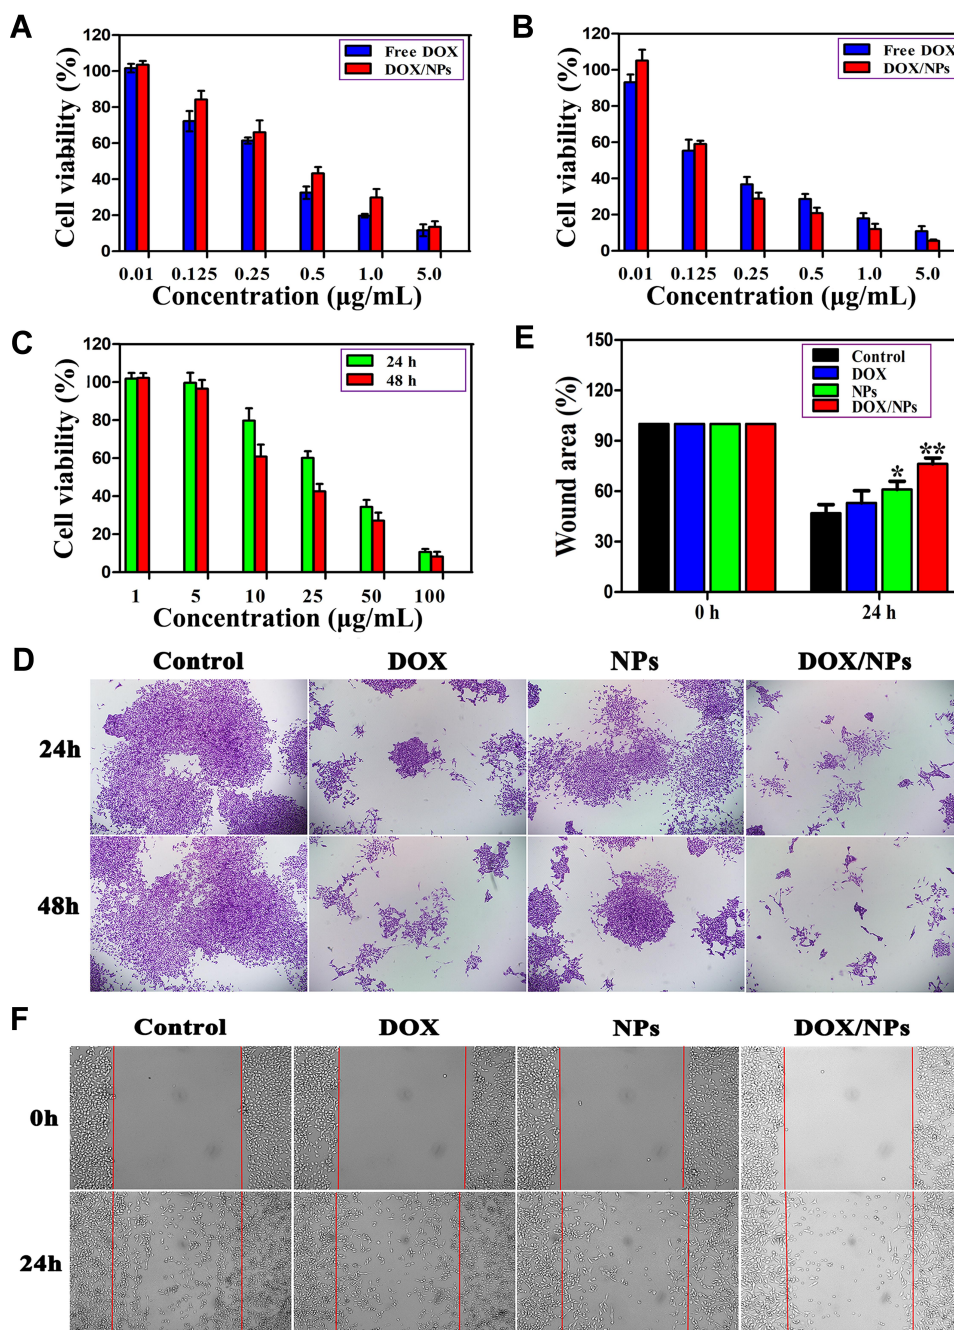 A
120
100
80
60
40
20
0
Cell viability (%)
Free DOX
DOX/NPs
0.01 0.125 0.25 0.5 1.0 5.0
Concentration (μg/mL)
B
120
100
80
60
40
20
0
Cell viability (%)
Free DOX
DOX/NPs
0.01 0.125 0.25 0.5 1.0 5.0
Concentration (μg/mL)
C
120
100
80
60
40
20
0
Cell viability (%)
24 h
48 h
1 5 10 25 50 100
Concentration (μg/mL)
E
150
120
90
60
30
0
Wound area (%)
Control
DOX
NPs
DOX/NPs
* **
0 h 24 h
D
Control DOX NPs DOX/NPs
24h
48h
F
Control DOX NPs DOX/NPs
0h
24h